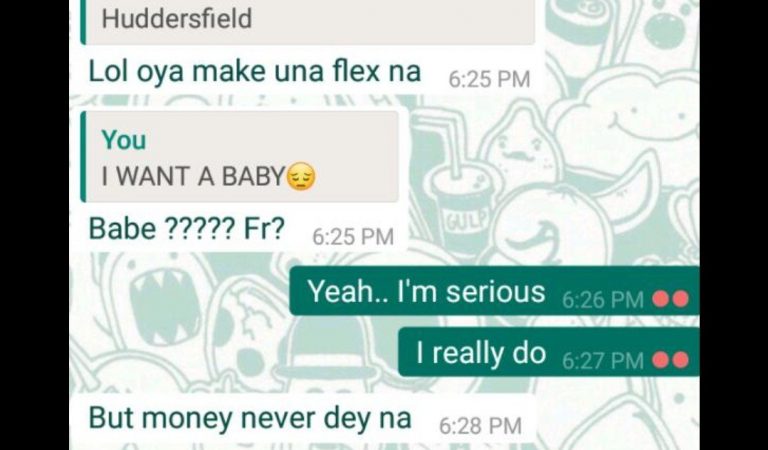 Huddersfield
Lol oya make una flex na 6:25 PM
You
I WANT A BABY😔
Babe ????? Fr? 6:25 PM
GULP
Yeah.. I'm serious 6:26 PM
I really do 6:27 PM
But money never dey na 6:28 PM